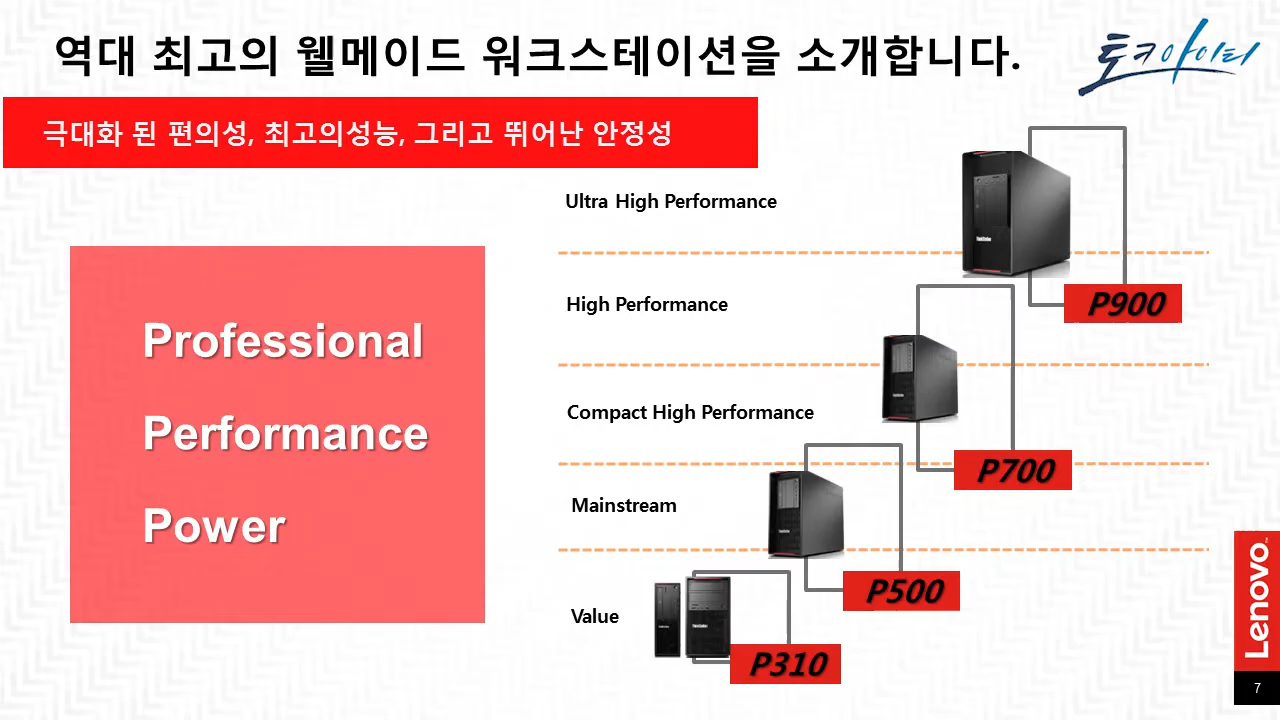 역대 최고의 웰메이드 워크스테이션을 소개합니다.
토키아이티
극대화 된 편의성, 최고의성능, 그리고 뛰어난 안정성
Professional
Performance
Power
Ultra High Performance
P900
High Performance
P700
Compact High Performance
Mainstream
P500
Value
P310
Lenovo™
7